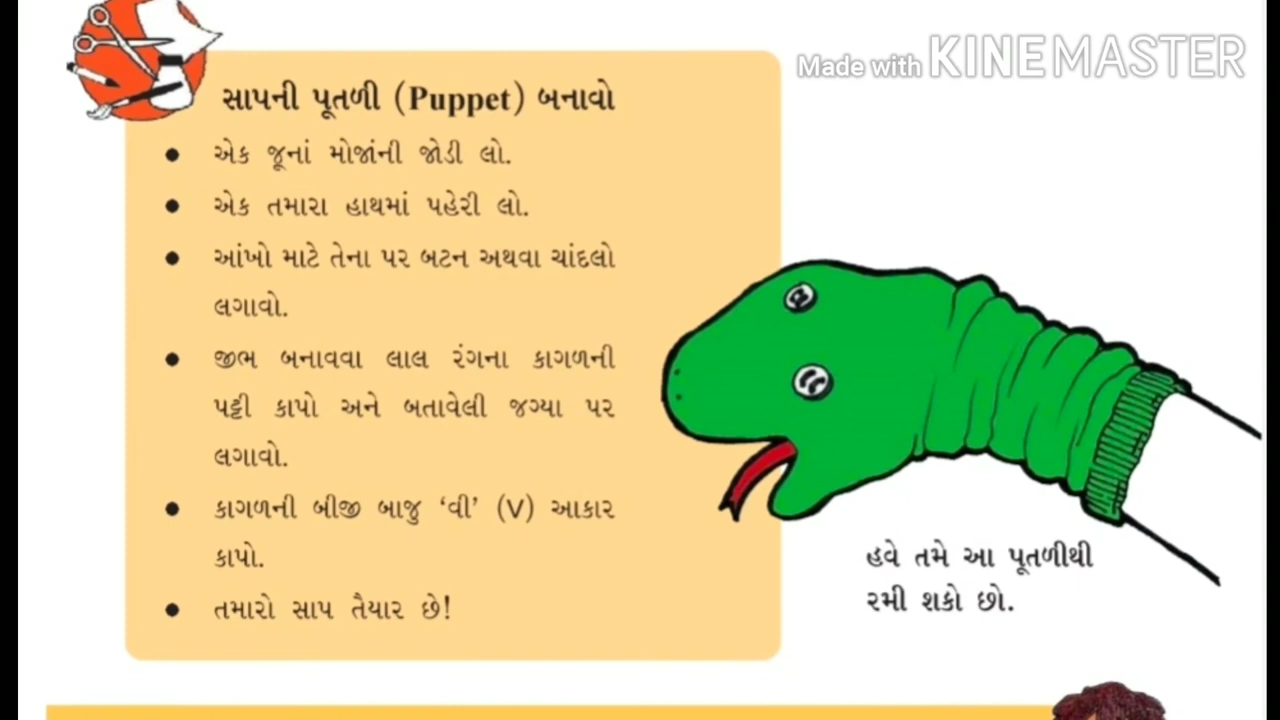 Made with KINEMASTER
સાપની પૂતળી (Puppet) બનાવો
● એક જૂનાં મોજાંની જોડી લો.
● એક તમારા હાથમાં પહેરી લો.
● આંખો માટે તેના પર બટન અથવા ચાંદલો
લગાવો.
● જીભ બનાવવા લાલ રંગના કાગળની
પટ્ટી કાપો અને બતાવેલી જગ્યા પર
લગાવો.
● કાગળની બીજી બાજુ ‘વી’ (V) આકાર
કાપો.
● તમારો સાપ તૈયાર છે!
હવે તમે આ પૂતળીથી
રમી શકો છો.